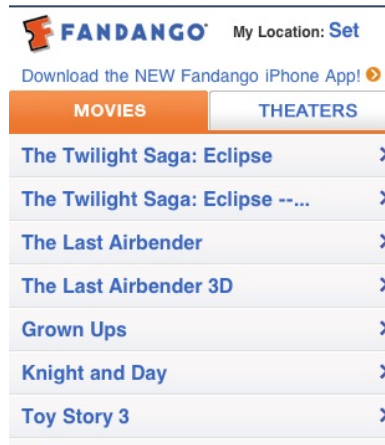 FANDANGO My Location: Set
Download the NEW Fandango iPhone App!
MOVIES THEATERS
The Twilight Saga: Eclipse
The Twilight Saga: Eclipse --...
The Last Airbender
The Last Airbender 3D
Grown Ups
Knight and Day
Toy Story 3